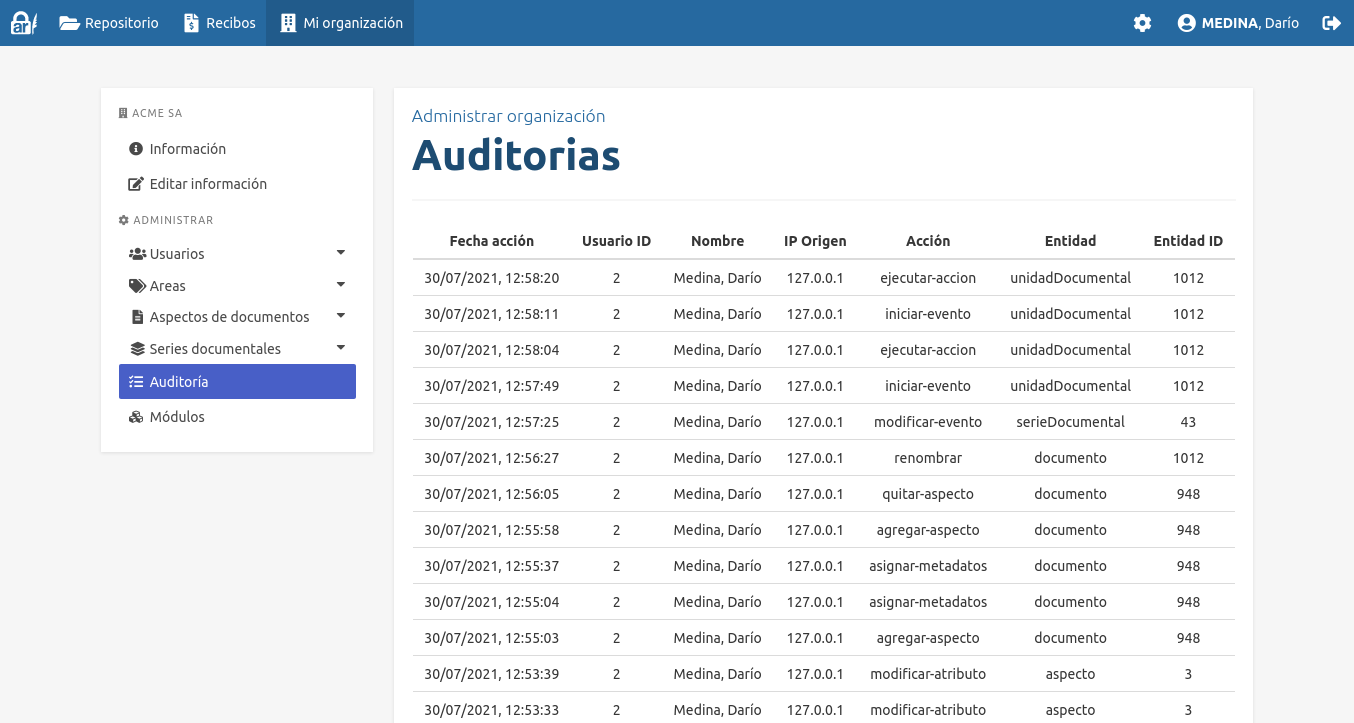 ar Repositorio Recibos Mi organización MEDINA, Darío
ACME SA
Información
Editar información
ADMINISTRAR
Usuarios
Areas
Aspectos de documentos
Series documentales
Auditoría
Módulos
Administrar organización
Auditorias
Fecha acción Usuario ID Nombre IP Origen Acción Entidad Entidad ID
30/07/2021, 12:58:20 2 Medina, Darío 127.0.0.1 ejecutar-accion unidadDocumental 1012
30/07/2021, 12:58:11 2 Medina, Darío 127.0.0.1 iniciar-evento unidadDocumental 1012
30/07/2021, 12:58:04 2 Medina, Darío 127.0.0.1 ejecutar-accion unidadDocumental 1012
30/07/2021, 12:57:49 2 Medina, Darío 127.0.0.1 iniciar-evento unidadDocumental 1012
30/07/2021, 12:57:25 2 Medina, Darío 127.0.0.1 modificar-evento serieDocumental 43
30/07/2021, 12:56:27 2 Medina, Darío 127.0.0.1 renombrar documento 1012
30/07/2021, 12:56:05 2 Medina, Darío 127.0.0.1 quitar-aspecto documento 948
30/07/2021, 12:55:58 2 Medina, Darío 127.0.0.1 agregar-aspecto documento 948
30/07/2021, 12:55:37 2 Medina, Darío 127.0.0.1 asignar-metadatos documento 948
30/07/2021, 12:55:04 2 Medina, Darío 127.0.0.1 asignar-metadatos documento 948
30/07/2021, 12:55:03 2 Medina, Darío 127.0.0.1 agregar-aspecto documento 948
30/07/2021, 12:53:39 2 Medina, Darío 127.0.0.1 modificar-atributo aspecto 3
30/07/2021, 12:53:33 2 Medina, Darío 127.0.0.1 modificar-atributo aspecto 3